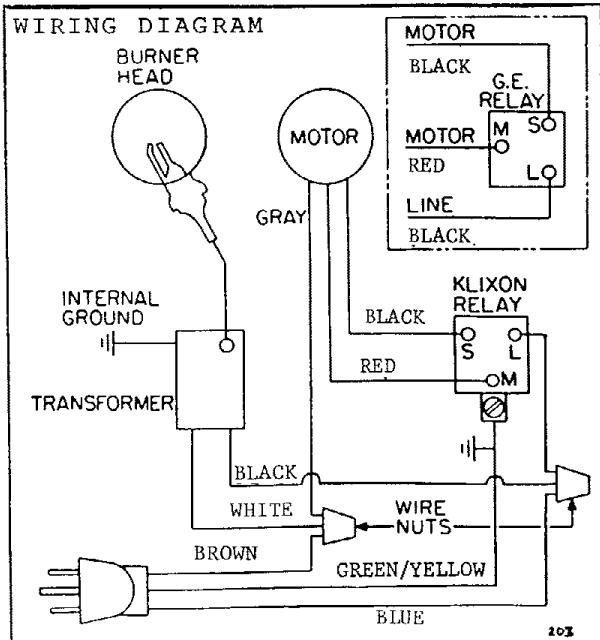 WIRING DIAGRAM
BURNER
HEAD
MOTOR
GRAY
MOTOR
BLACK
G.E.
RELAY
M
S
L
MOTOR
RED
LINE
BLACK
INTERNAL
GROUND
TRANSFORMER
KLIXON
RELAY
S
L
M
BLACK
RED
BLACK
WHITE
WIRE
NUTS
BROWN
GREEN/YELLOW
BLUE
203